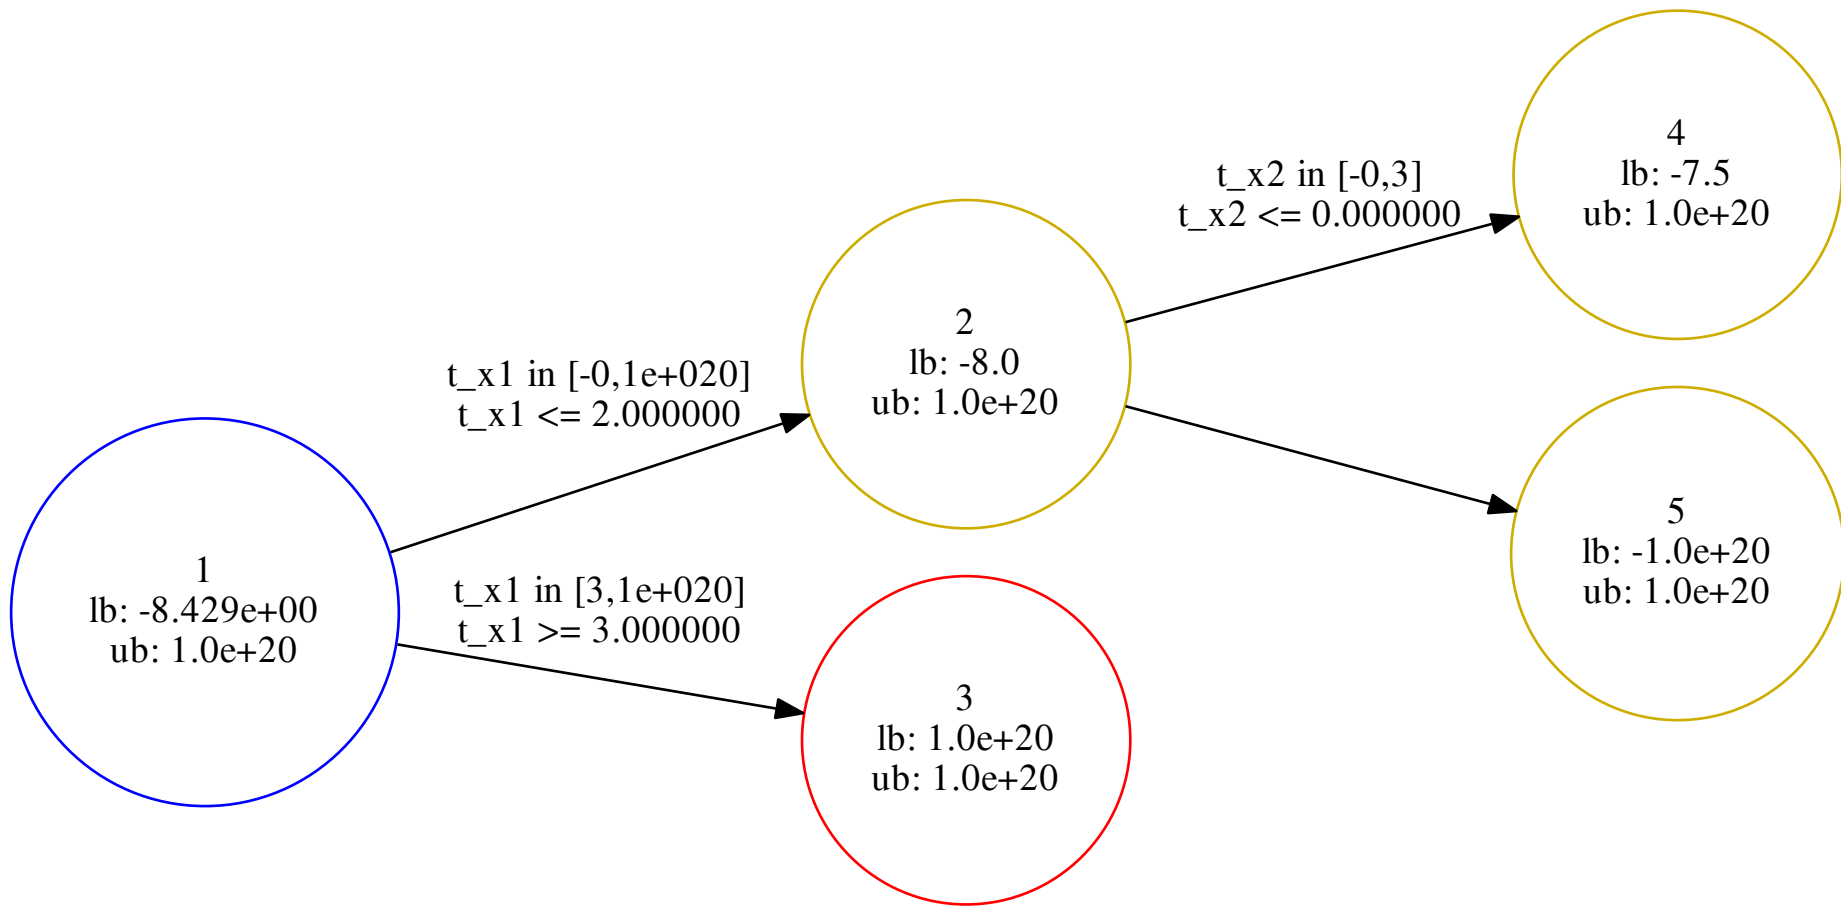 1
lb: -8.429e+00
ub: 1.0e+20
t_x1 in [-0,1e+020]
t_x1 <= 2.000000
t_x1 in [3,1e+020]
t_x1 >= 3.000000
2
lb: -8.0
ub: 1.0e+20
3
lb: 1.0e+20
ub: 1.0e+20
t_x2 in [-0,3]
t_x2 <= 0.000000
4
lb: -7.5
ub: 1.0e+20
5
lb: -1.0e+20
ub: 1.0e+20